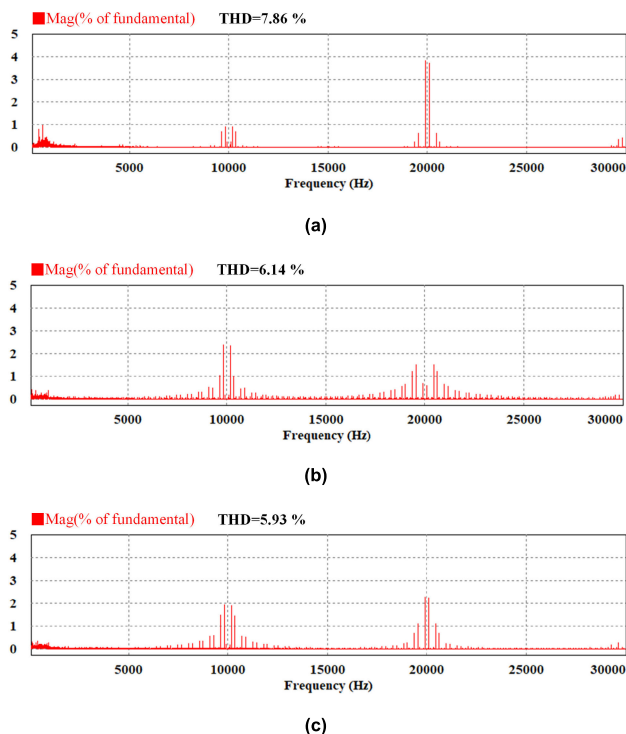 Mag(% of fundamental) THD=7.86 %
5
4
3
2
1
0
5000 10000 15000 20000 25000 30000
Frequency (Hz)
(a)
Mag(% of fundamental) THD=6.14 %
5
4
3
2
1
0
5000 10000 15000 20000 25000 30000
Frequency (Hz)
(b)
Mag(% of fundamental) THD=5.93 %
5
4
3
2
1
0
5000 10000 15000 20000 25000 30000
Frequency (Hz)
(c)